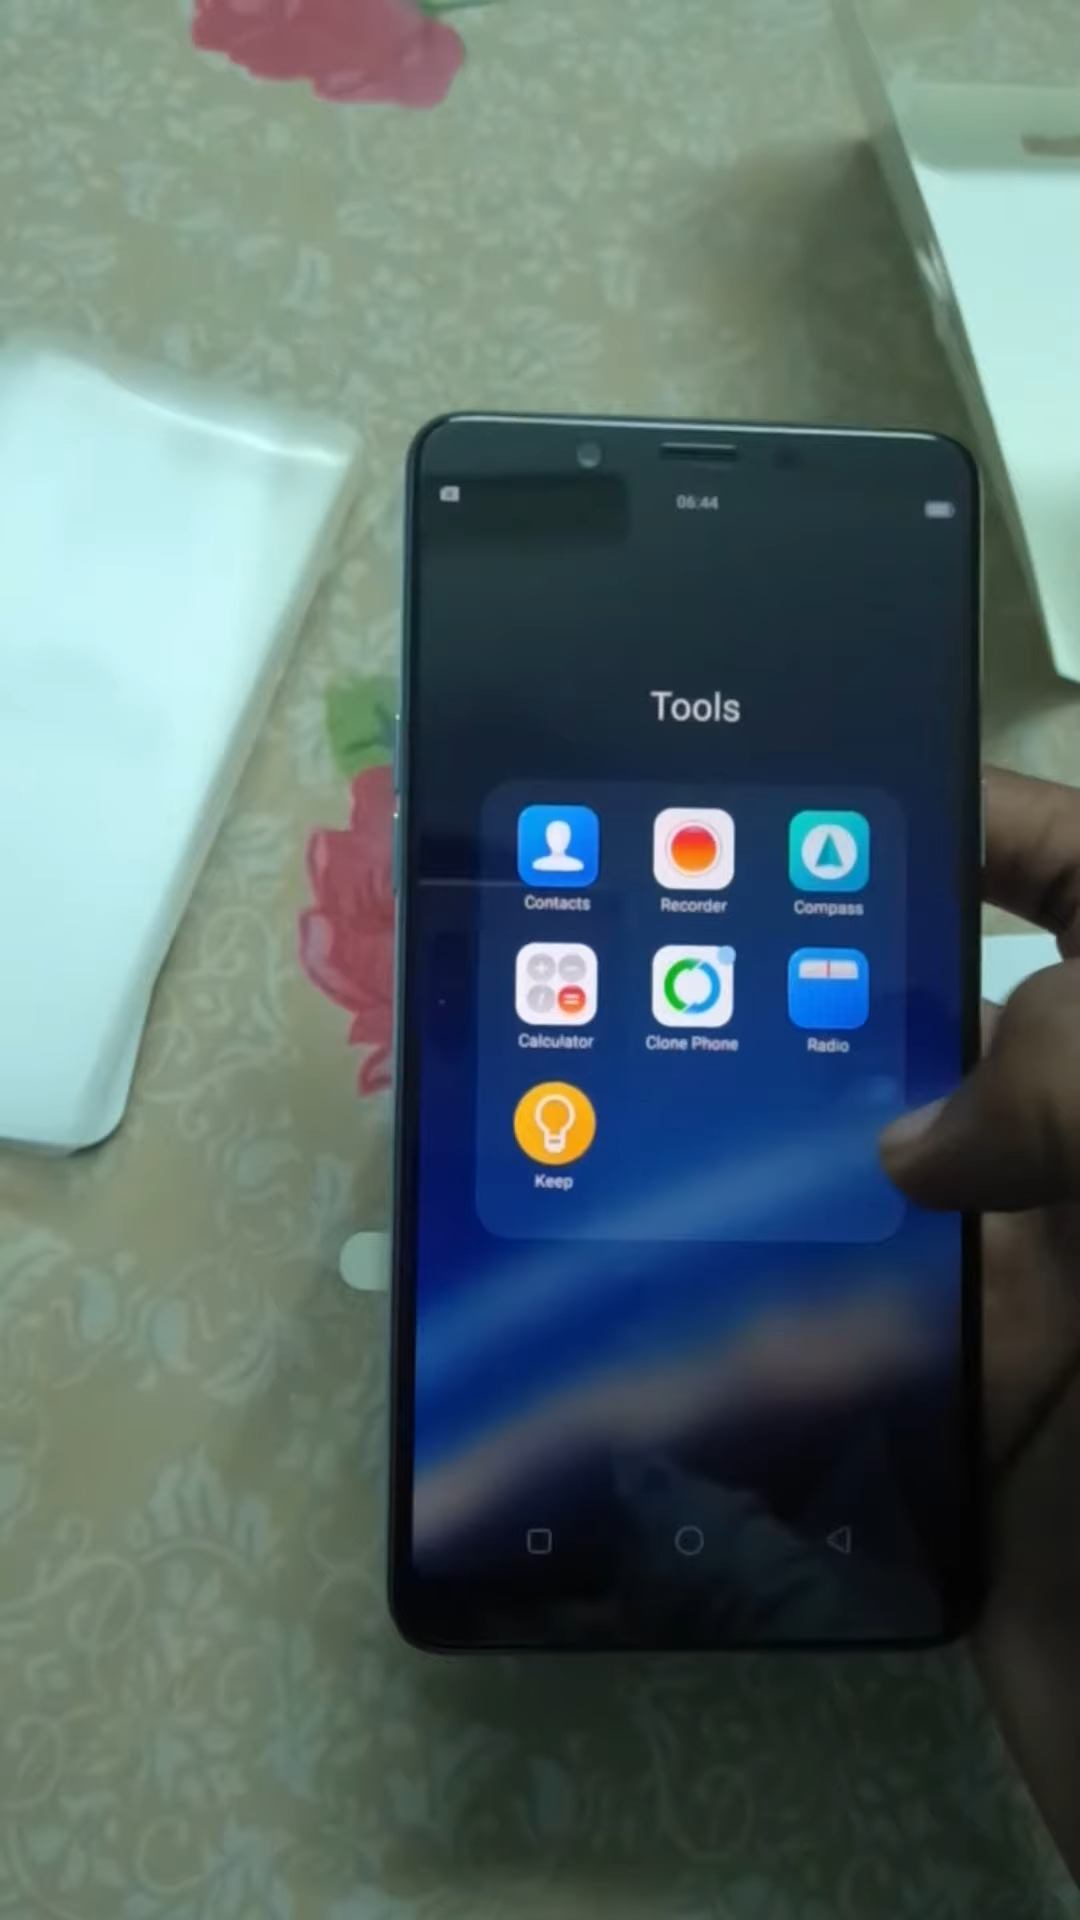 06:44
Tools
Contacts Recorder Compass
Calculator Clone Phone Radio
Keep